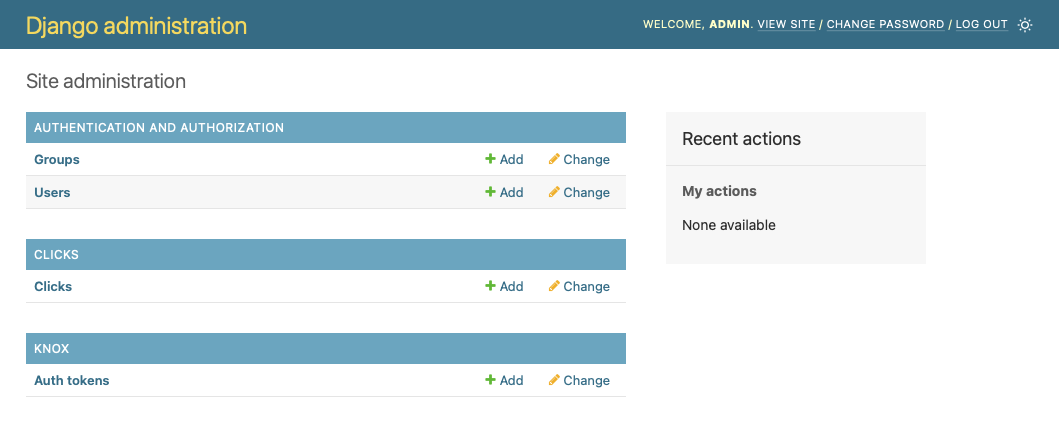 Django administration
WELCOME, ADMIN. VIEW SITE / CHANGE PASSWORD / LOG OUT
Site administration
AUTHENTICATION AND AUTHORIZATION
Groups Add Change
Users Add Change
CLICKS
Clicks Add Change
KNOX
Auth tokens Add Change
Recent actions
My actions
None available